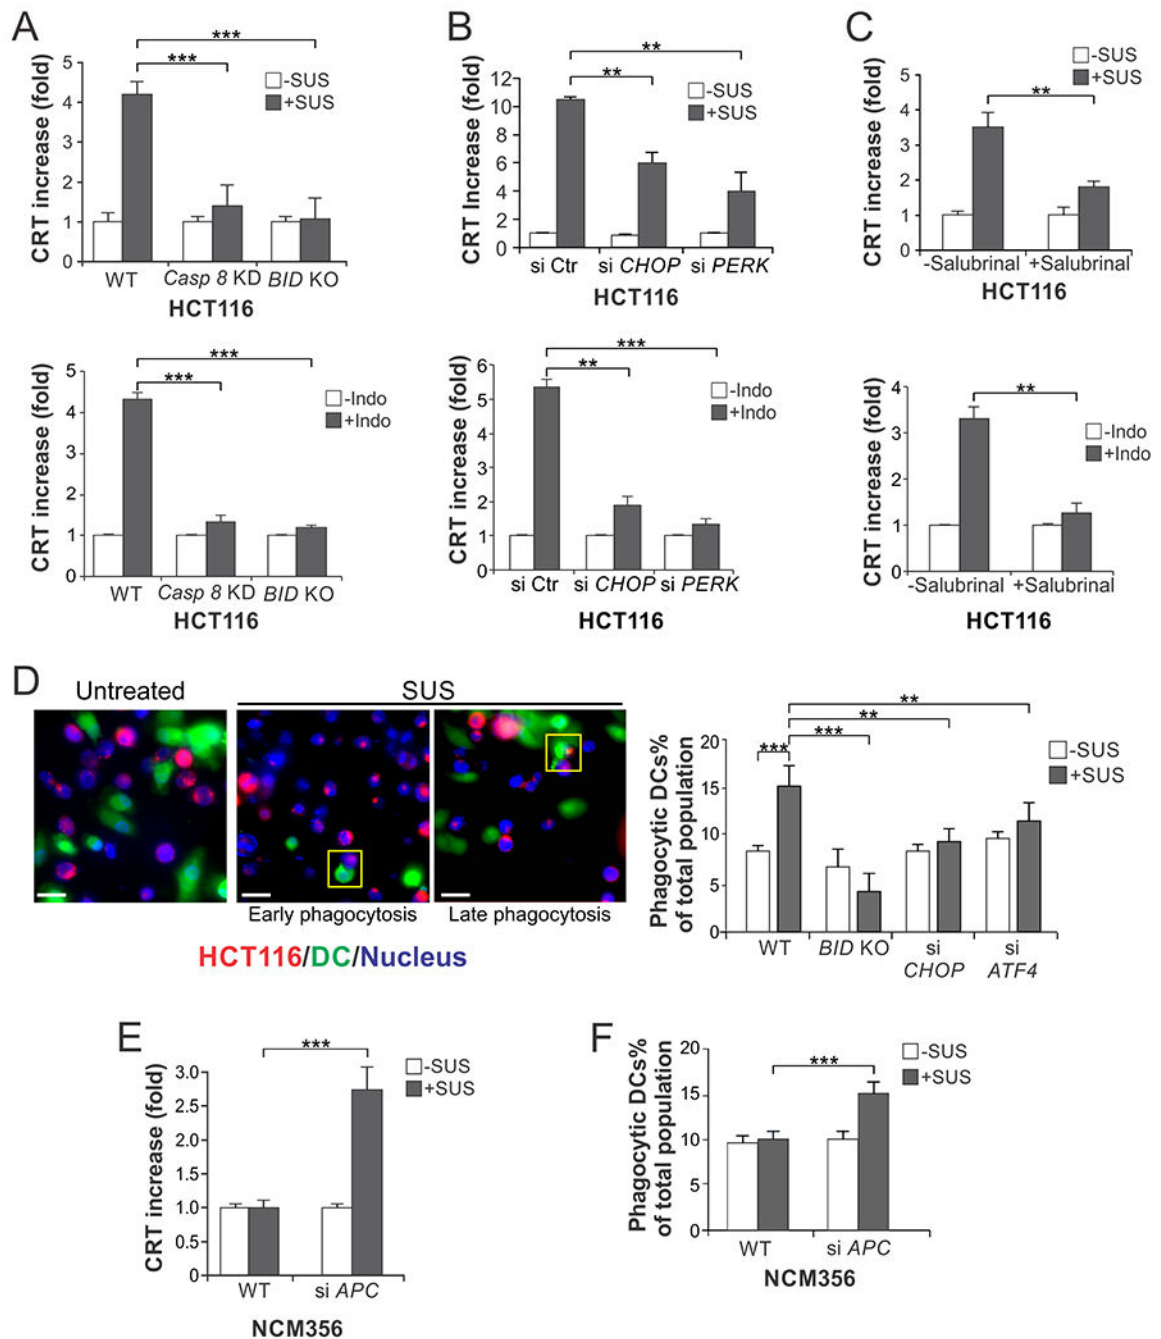 A
CRT increase (fold)
5
4
3
2
1
0
***
***
-SUS
+SUS
WT
Casp 8 KD
BID KO
HCT116
B
CRT Increase (fold)
12
10
8
6
4
2
0
**
**
-SUS
+SUS
si Ctr
si CHOP
si PERK
HCT116
C
CRT increase (fold)
5
4
3
2
1
0
**
-SUS
+SUS
-Salubrinal
+Salubrinal
HCT116
CRT increase (fold)
5
4
3
2
1
0
***
***
-Indo
+Indo
WT
Casp 8 KD
BID KO
HCT116
CRT increase (fold)
6
5
4
3
2
1
0
***
**
-Indo
+Indo
si Ctr
si CHOP
si PERK
HCT116
CRT increase (fold)
4
3
2
1
0
**
-Indo
+Indo
-Salubrinal
+Salubrinal
HCT116
D
Untreated
SUS
Early phagocytosis
Late phagocytosis
HCT116/DC/Nucleus
Phagocytic DCs%
of total population
20
15
10
5
0
**
**
***
***
-SUS
+SUS
WT
BID KO
si
CHOP
si
ATF4
E
CRT increase (fold)
3.0
2.5
2.0
1.5
1.0
0.5
0
***
-SUS
+SUS
WT
si APC
NCM356
F
Phagocytic DCs%
of total population
20
15
10
5
0
***
-SUS
+SUS
WT
si APC
NCM356